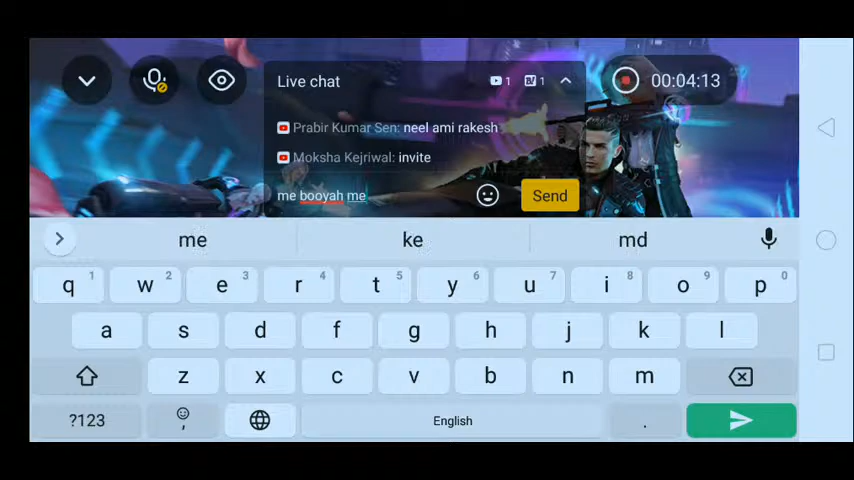 Live chat 1 1 00:04:13
Prabir Kumar Sen: neel ami rakesh
Moksha Kejriwal: invite
me booyah me Send
me ke md
q 1 w 2 e 3 r 4 t 5 y 6 u 7 i 8 o 9 p 0
a s d f g h j k l
z x c v b n m
?123 , English .